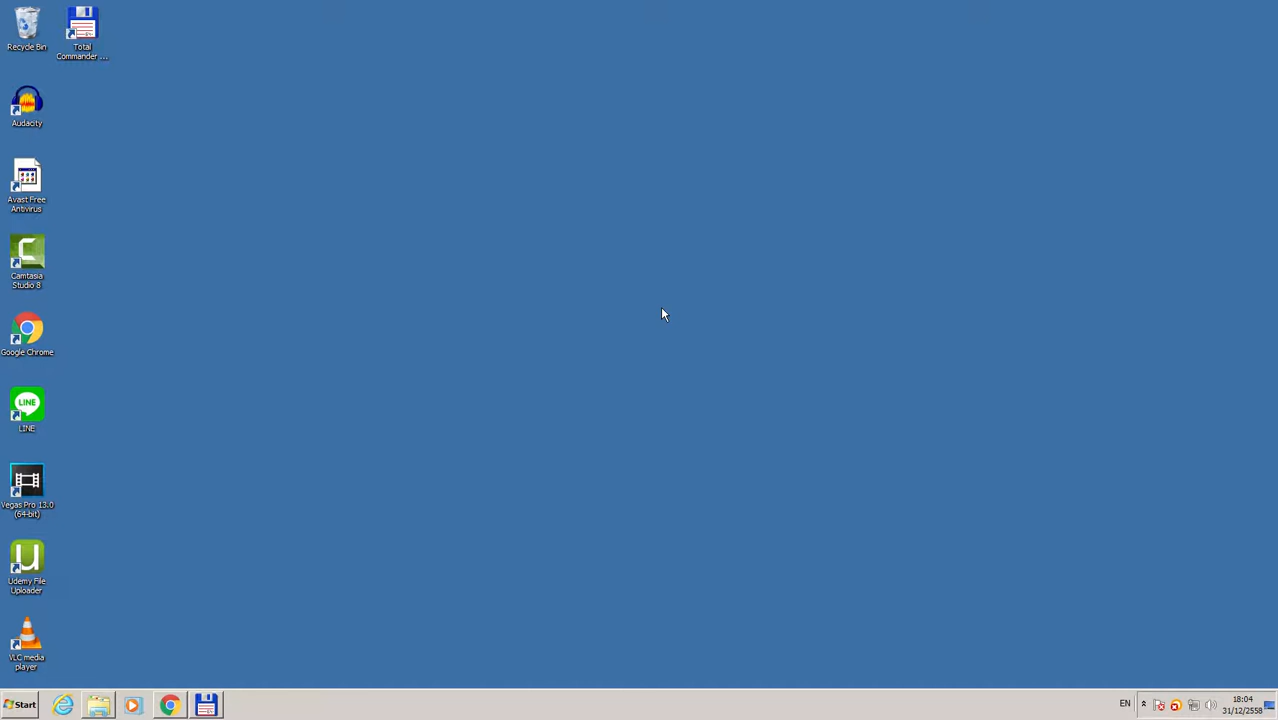 Recycle Bin
Total
Commander ...
Audacity
Avast Free
Antivirus
Camtasia
Studio 8
Google Chrome
LINE
LINE
Vegas Pro 13.0
(64-bit)
Udemy File
Uploader
VLC media
player
Start
EN
18:04
31/12/2558